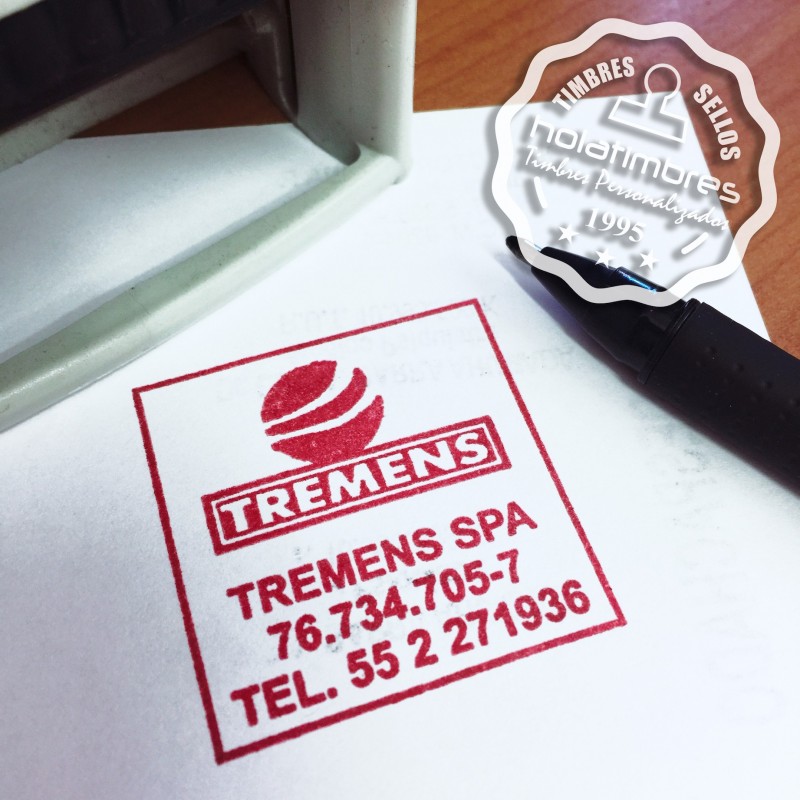 TIMBRES SELLOS
holatimbres
Timbres Personalizados
1995
TREMENS
TREMENS SPA
76.734.705-7
TEL. 55 2 271936